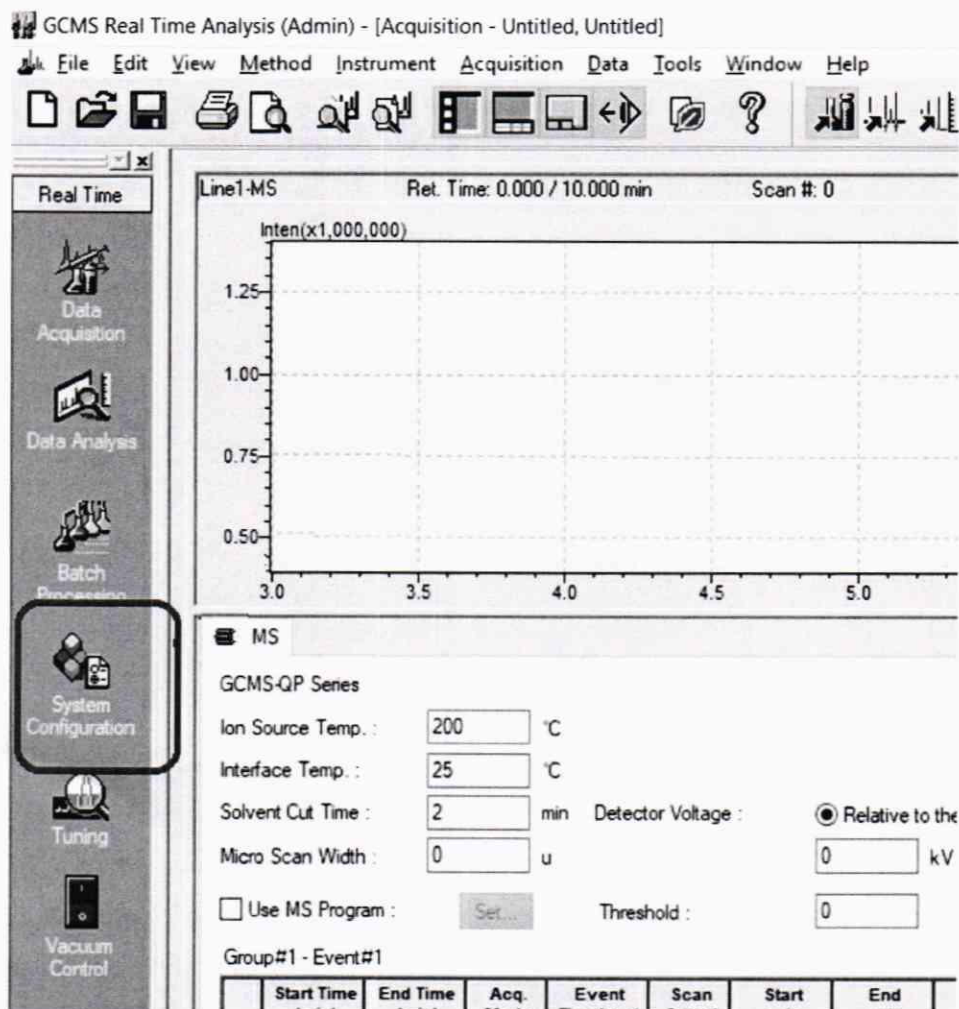 GCMS Real Time Analysis (Admin) - [Acquisition - Untitled, Untitled]
File Edit View Method Instrument Acquisition Data Tools Window Help
Real Time
Data
Acquisition
Data Analysis
Batch
Processing
System
Configuration
Tuning
Vacuum
Control
Line1-MS Ret. Time: 0.000 / 10.000 min Scan #: 0
Inten(x1,000,000)
1.25
1.00
0.75
0.50
3.0 3.5 4.0 4.5 5.0
MS
GCMS-QP Series
Ion Source Temp. : 200 °C
Interface Temp. : 25 °C
Solvent Cut Time : 2 min Detector Voltage : Relative to the
Micro Scan Width : 0 u 0 kV
Use MS Program : Set... Threshold : 0
Group#1 - Event#1
Start Time End Time Acq. Event Scan Start End